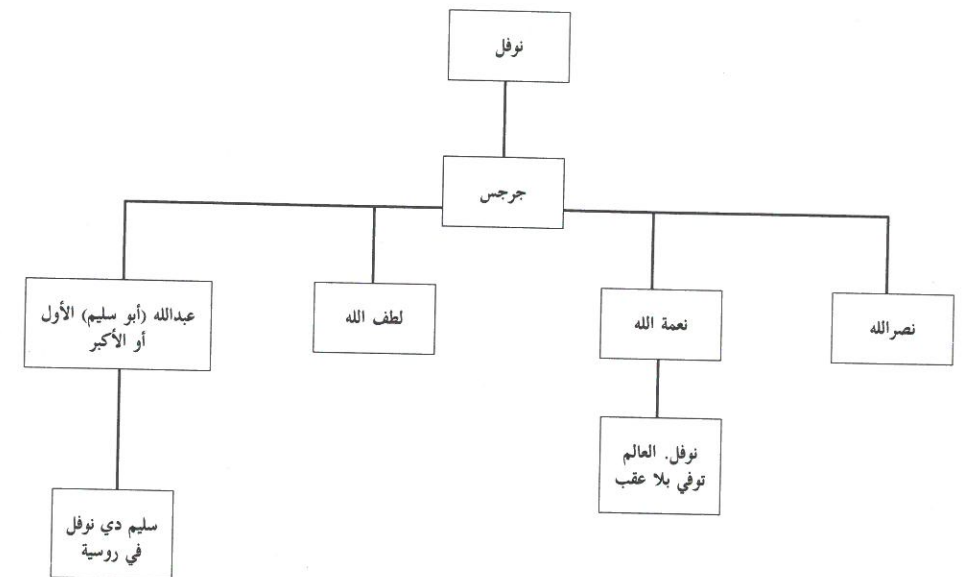 نوفل
جرجس
نصرالله
نعمة الله
لطف الله
عبدالله (أبو سليم) الأول
أو الأكبر
نوفل. العالم
توفي بلا عقب
سليم دي نوفل
في روسية